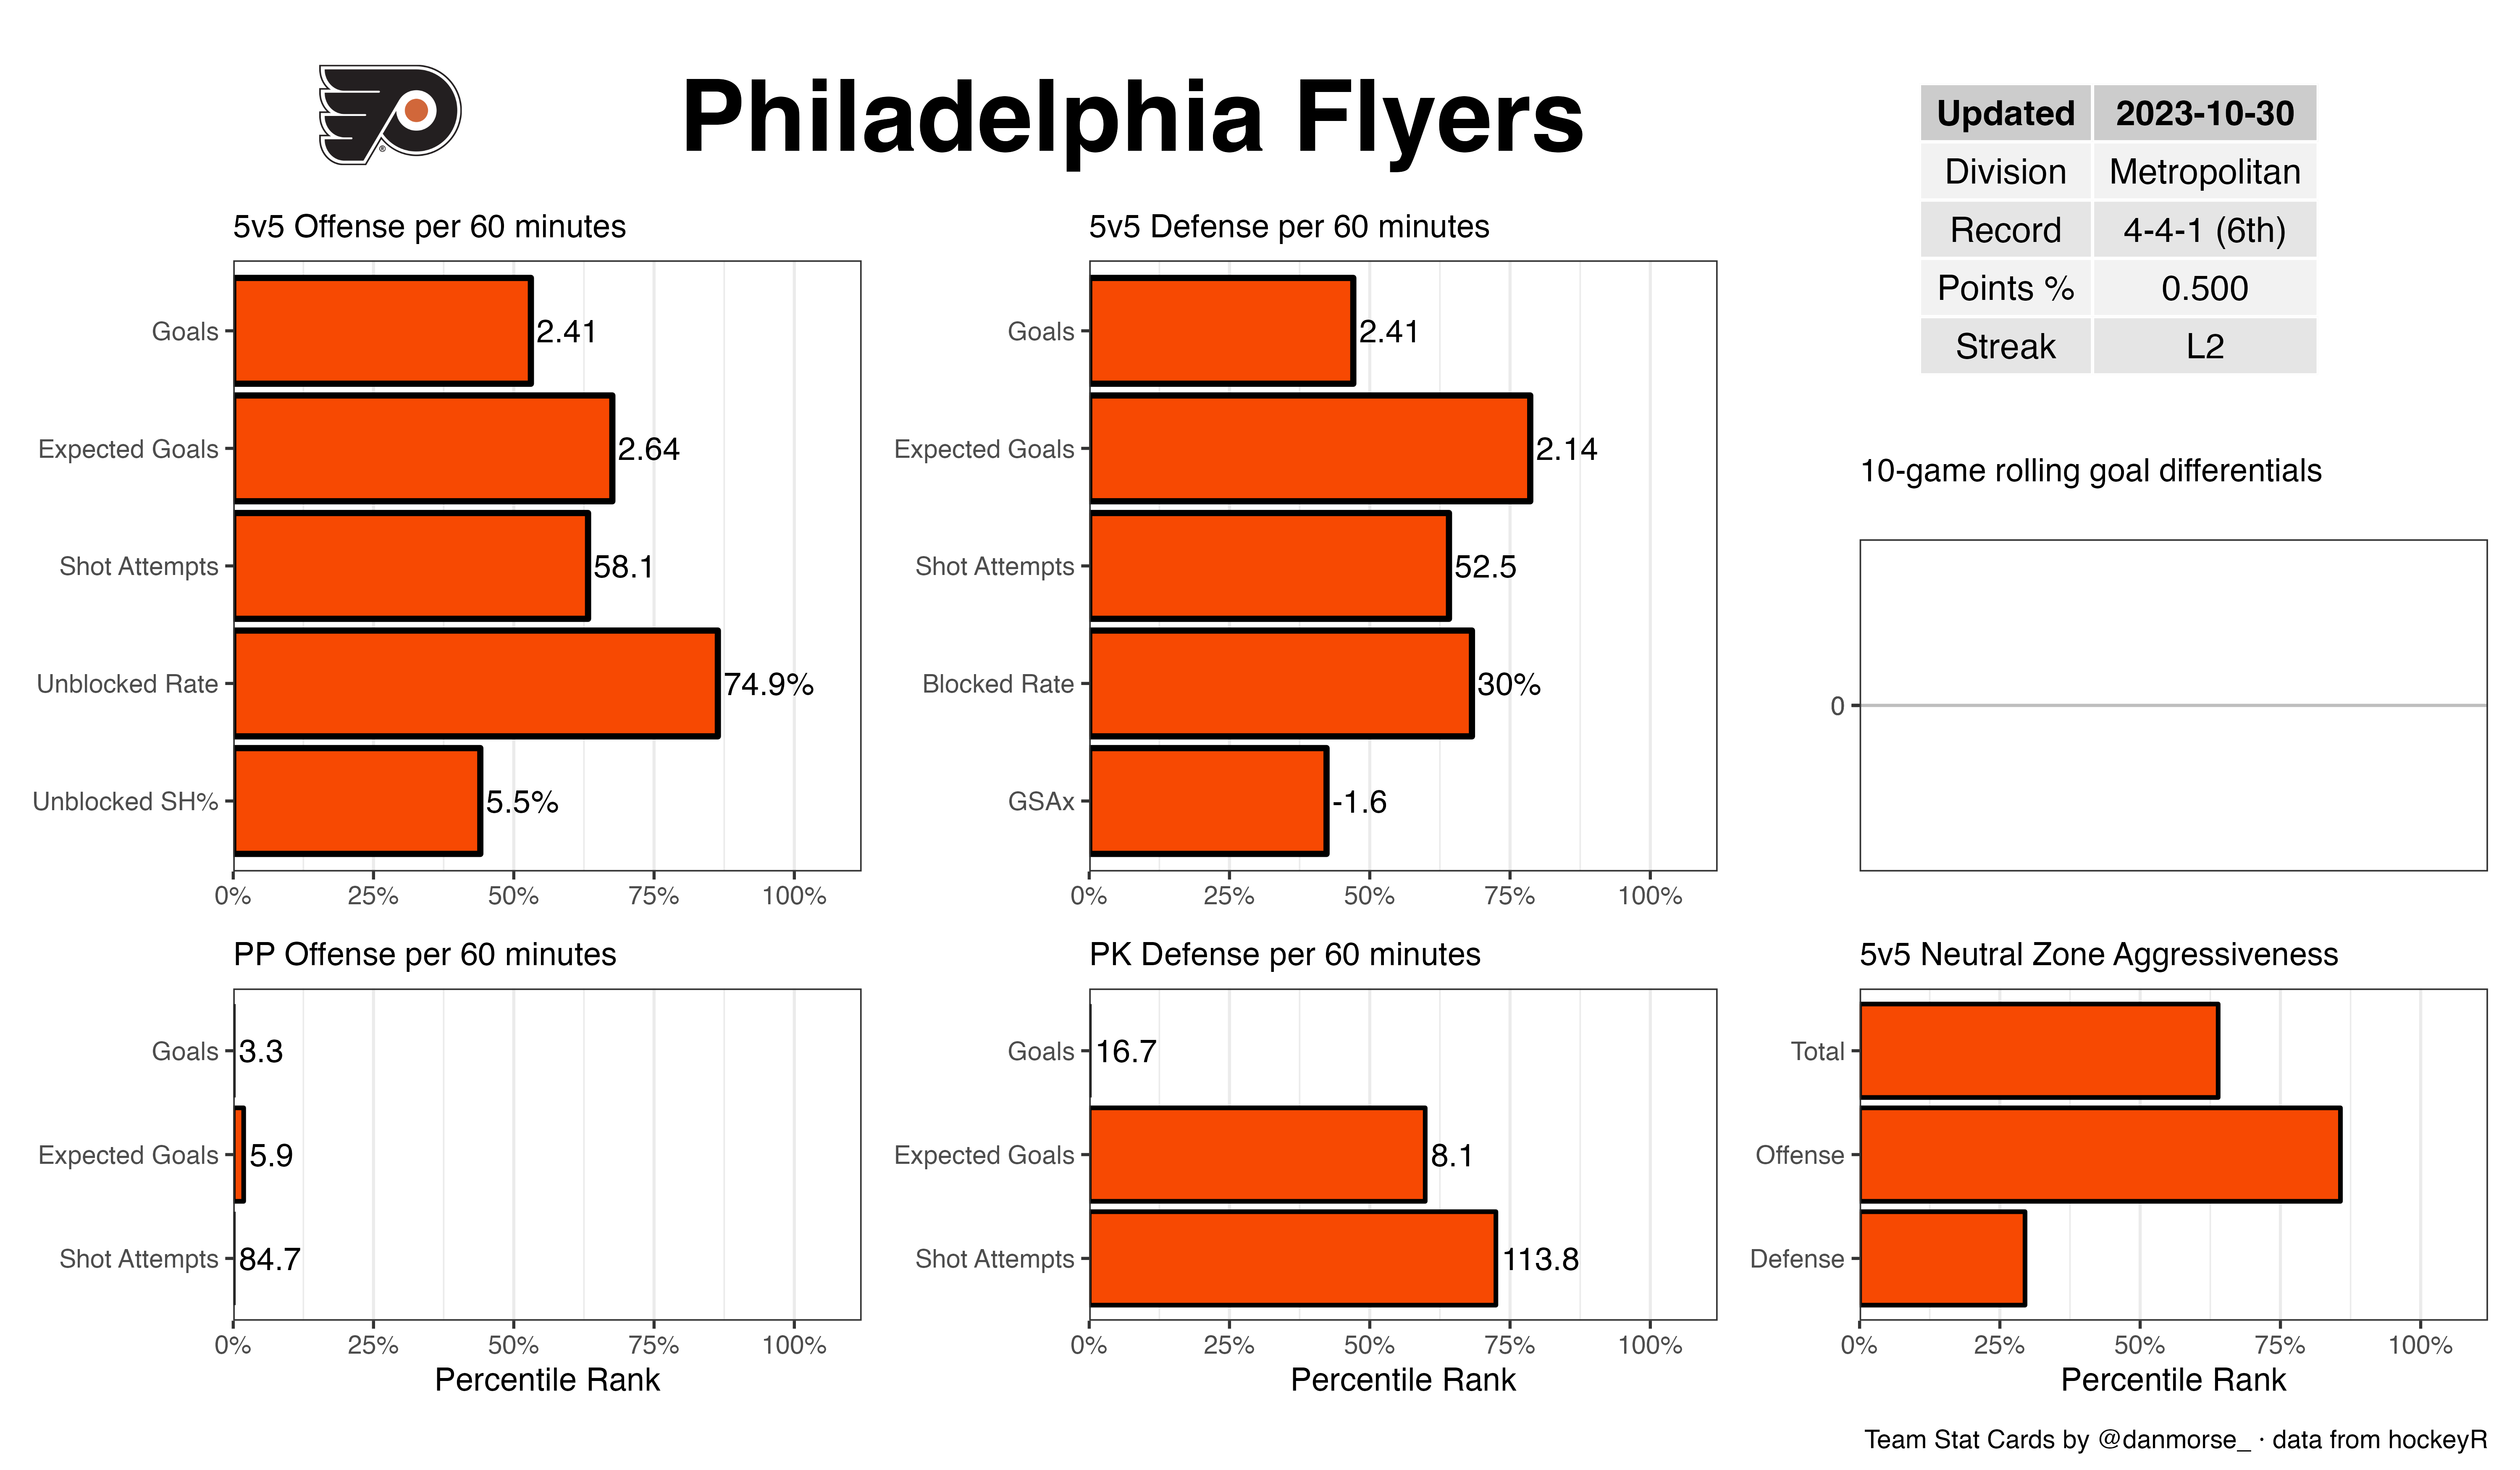 Philadelphia Flyers
Updated 2023-10-30
Division Metropolitan
Record 4-4-1 (6th)
Points % 0.500
Streak L2
5v5 Offense per 60 minutes
Goals 2.41
Expected Goals 2.64
Shot Attempts 58.1
Unblocked Rate 74.9%
Unblocked SH% 5.5%
0% 25% 50% 75% 100%
5v5 Defense per 60 minutes
Goals 2.41
Expected Goals 2.14
Shot Attempts 52.5
Blocked Rate 30%
GSAx -1.6
0% 25% 50% 75% 100%
10-game rolling goal differentials
0
PP Offense per 60 minutes
Goals 3.3
Expected Goals 5.9
Shot Attempts 84.7
0% 25% 50% 75% 100%
Percentile Rank
PK Defense per 60 minutes
Goals 16.7
Expected Goals 8.1
Shot Attempts 113.8
0% 25% 50% 75% 100%
Percentile Rank
5v5 Neutral Zone Aggressiveness
Total
Offense
Defense
0% 25% 50% 75% 100%
Percentile Rank
Team Stat Cards by @danmorse_ · data from hockeyR